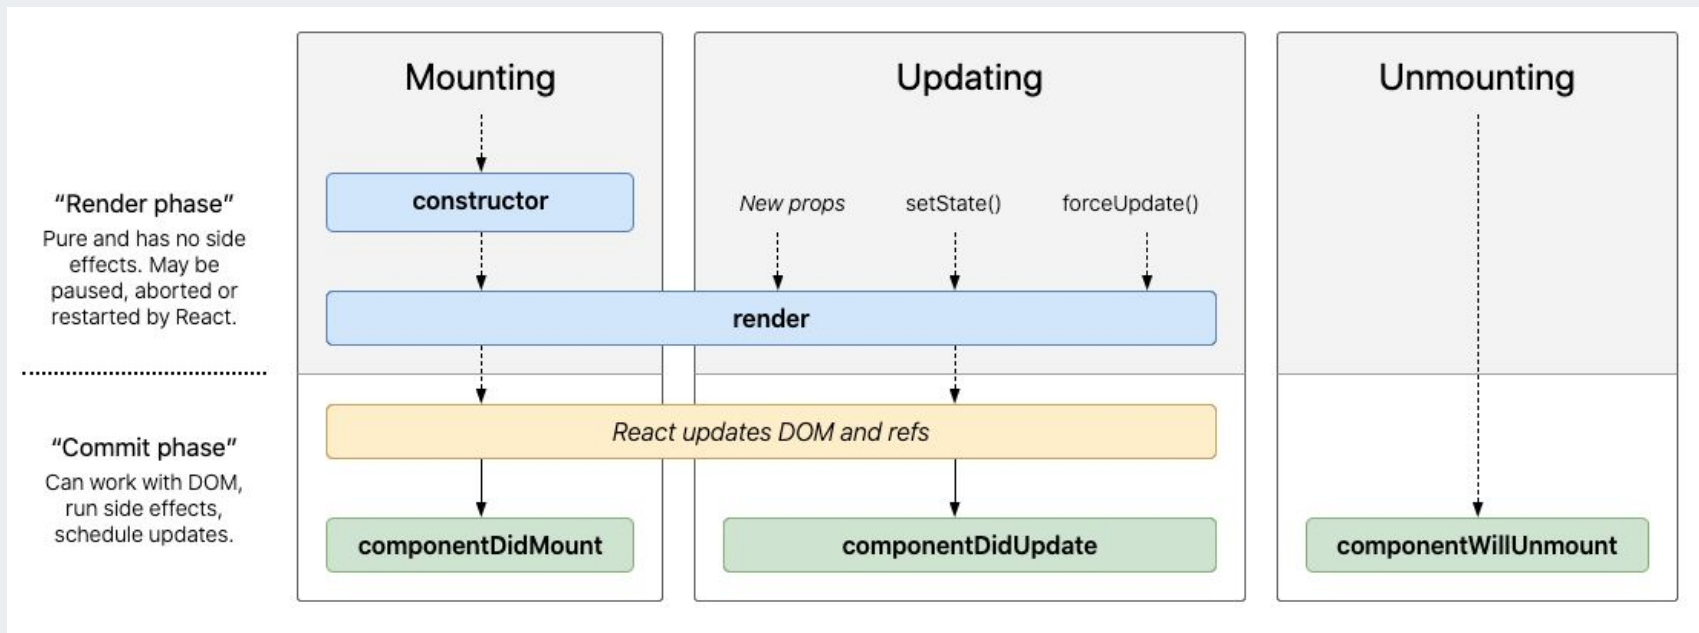 Mounting
Updating
Unmounting
“Render phase”
Pure and has no side
effects. May be
paused, aborted or
restarted by React.
constructor
New props
setState()
forceUpdate()
render
“Commit phase”
Can work with DOM,
run side effects,
schedule updates.
React updates DOM and refs
componentDidMount
componentDidUpdate
componentWillUnmount